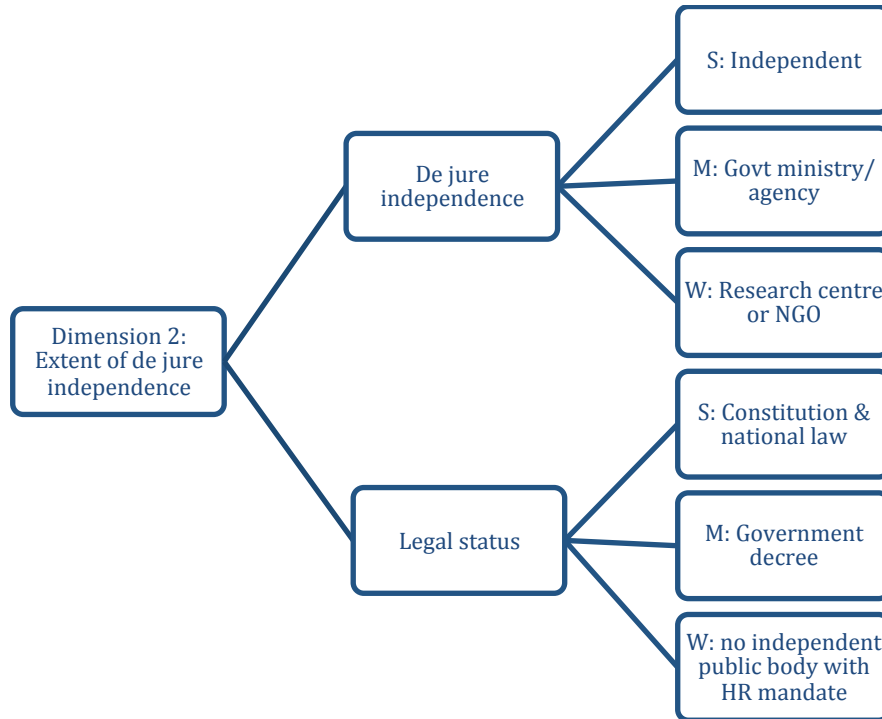 S: Independent
De jure
independence
M: Govt ministry/
agency
W: Research centre
or NGO
Dimension 2:
Extent of de jure
independence
S: Constitution &
national law
Legal status
M: Government
decree
W: no independent
public body with
HR mandate